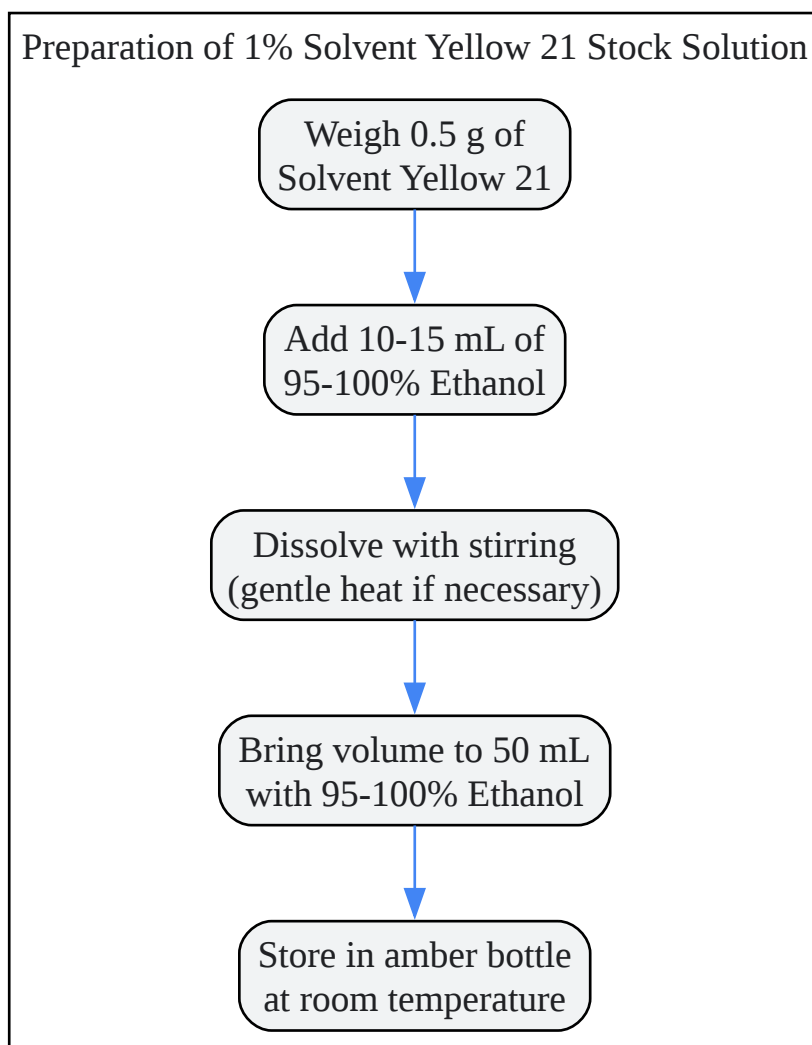 Preparation of 1% Solvent Yellow 21 Stock Solution
Weigh 0.5 g of
Solvent Yellow 21
Add 10-15 mL of
95-100% Ethanol
Dissolve with stirring
(gentle heat if necessary)
Bring volume to 50 mL
with 95-100% Ethanol
Store in amber bottle
at room temperature